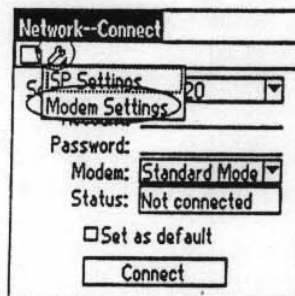 Network--Connect
ISP Settings
20
Modem Settings
Password:
Modem: Standard Mode
Status: Not connected
Set as default
Connect